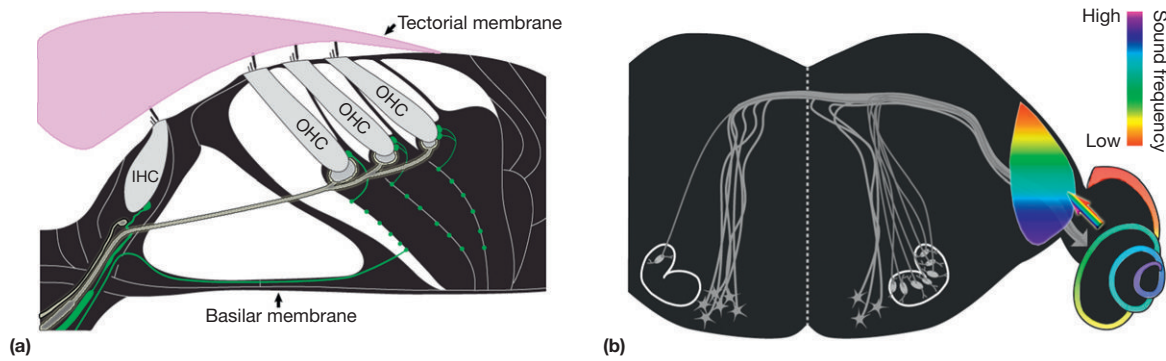 Tectorial membrane
OHC
OHC
OHC
IHC
Basilar membrane
(a)
High
Low
Sound frequency
(b)